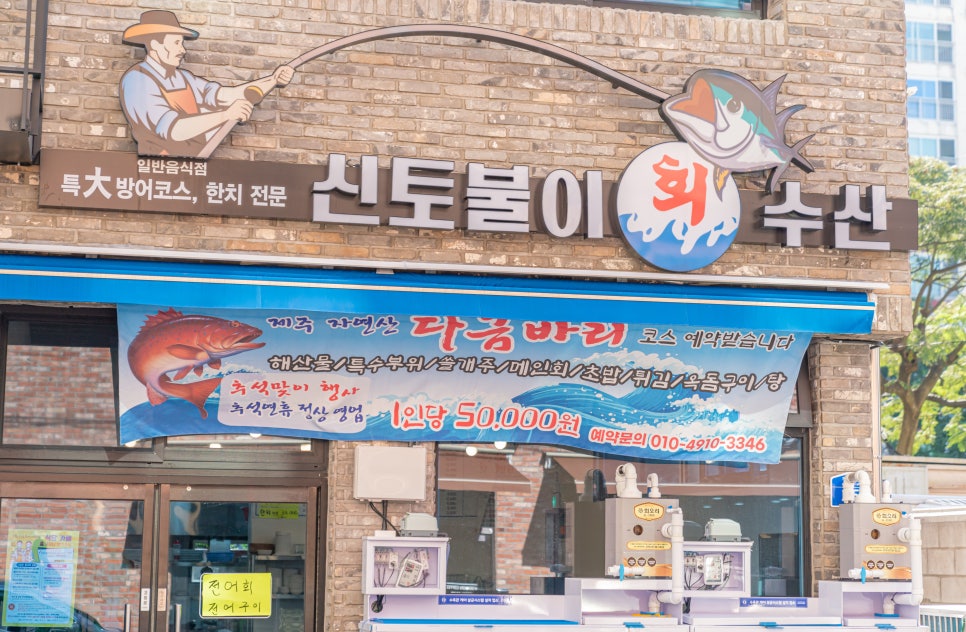 일반음식점
특大방어코스, 한치 전문
신토불이 회 수산
제주 자연산 다금바리 코스 예약받습니다
해산물/특수부위/쓸개주/메인회/초밥/튀김/옥돔구이/탕
추석맞이 행사
추석연휴 정상영업
1인당 50,000원 예약문의 010-4910-3346
전어회
전어구이